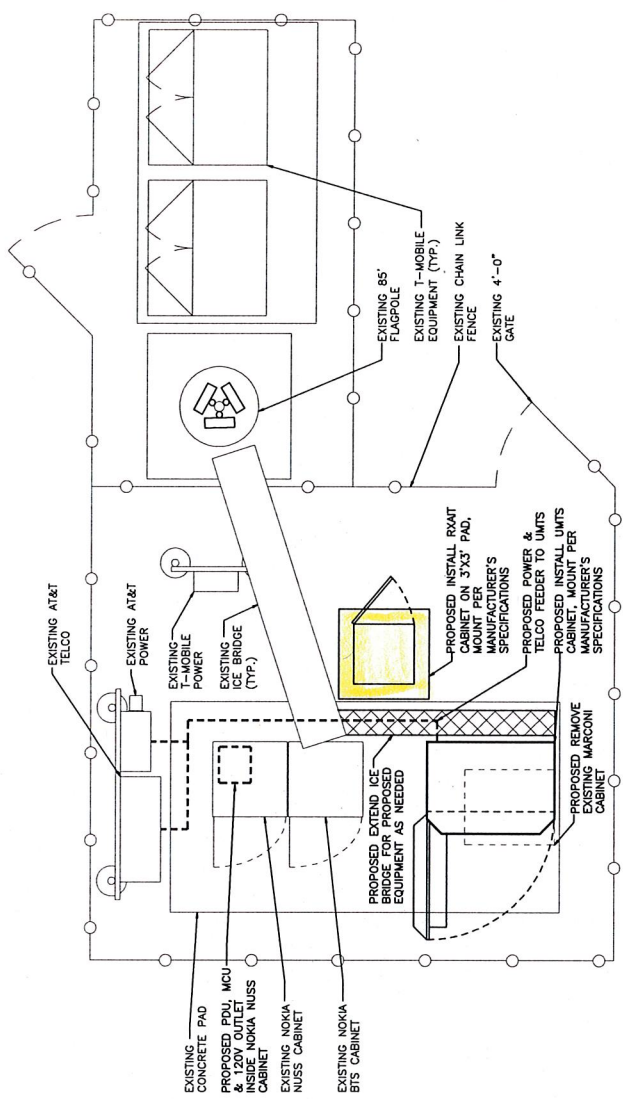 EXISTING AT&T
TELCO
EXISTING AT&T
POWER
EXISTING
T-MOBILE
POWER
EXISTING
ICE BRIDGE
(TYP.)
EXISTING
CONCRETE PAD
PROPOSED PDU, MCU
& 120V OUTLET
INSIDE NOKIA NUSS
CABINET
EXISTING NOKIA
NUSS CABINET
EXISTING NOKIA
BTS CABINET
PROPOSED EXTEND ICE
BRIDGE FOR PROPOSED
EQUIPMENT AS NEEDED
EXISTING 85'
FLAGPOLE
EXISTING T-MOBILE
EQUIPMENT (TYP.)
EXISTING CHAIN LINK
FENCE
EXISTING 4'-0"
GATE
PROPOSED INSTALL RXAIT
CABINET ON 3'X3' PAD,
MOUNT PER
MANUFACTURER'S
SPECIFICATIONS
PROPOSED POWER &
TELCO FEEDER TO UMTS
PROPOSED INSTALL UMTS
CABINET, MOUNT PER
MANUFACTURER'S
SPECIFICATIONS
PROPOSED REMOVE
EXISTING MARCONI
CABINET